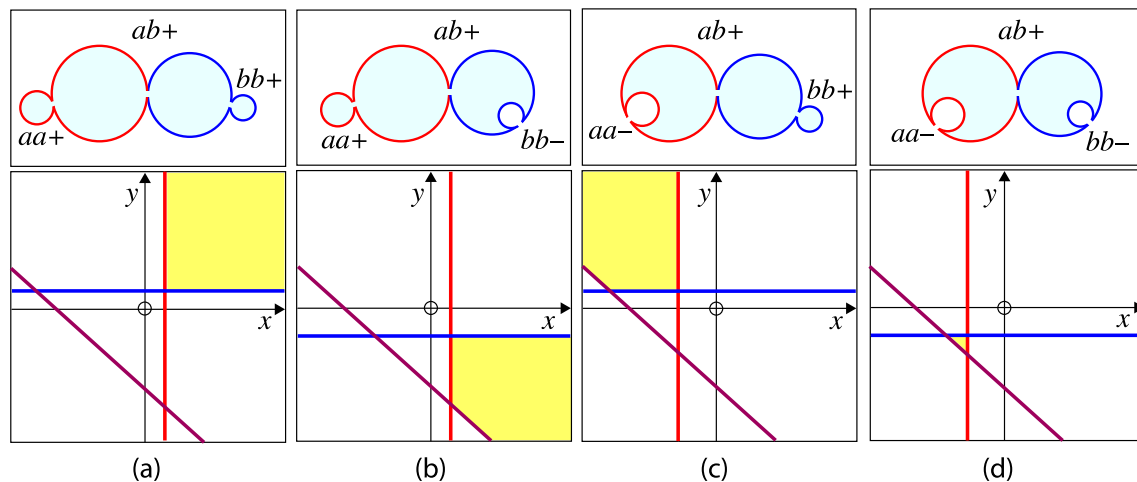 ab+
bb+
aa+
ab+
aa+
bb-
ab+
bb+
aa-
ab+
aa-
bb-
y
x
y
x
y
x
y
x
(a)
(b)
(c)
(d)